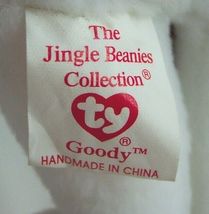 The
Jingle Beanies
Collection®
ty
®
Goody™
HANDMADE IN CHINA